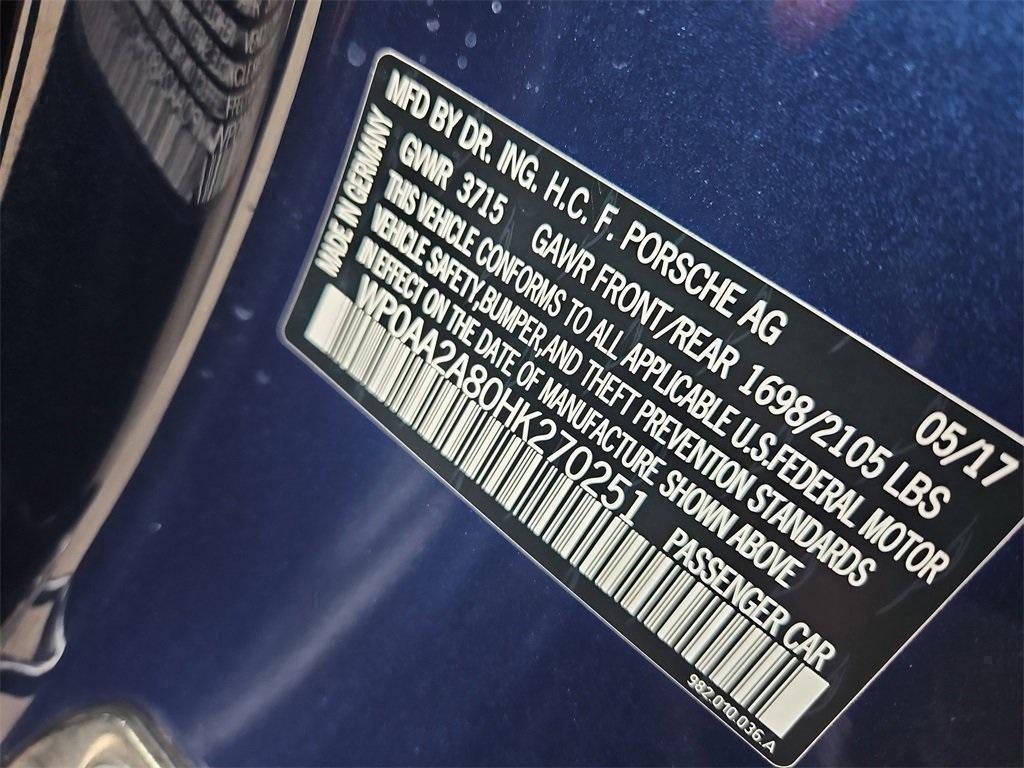 MFD BY DR. ING. H.C. F. PORSCHE AG
05/17
GVWR 3715 GAWR FRONT/REAR 1698/2105 LBS
THIS VEHICLE CONFORMS TO ALL APPLICABLE U.S.FEDERAL MOTOR
VEHICLE SAFETY,BUMPER,AND THEFT PREVENTION STANDARDS
IN EFFECT ON THE DATE OF MANUFACTURE SHOWN ABOVE
WP0AA2A80HK270251 PASSENGER CAR
MADE IN GERMANY
982.010.036.A